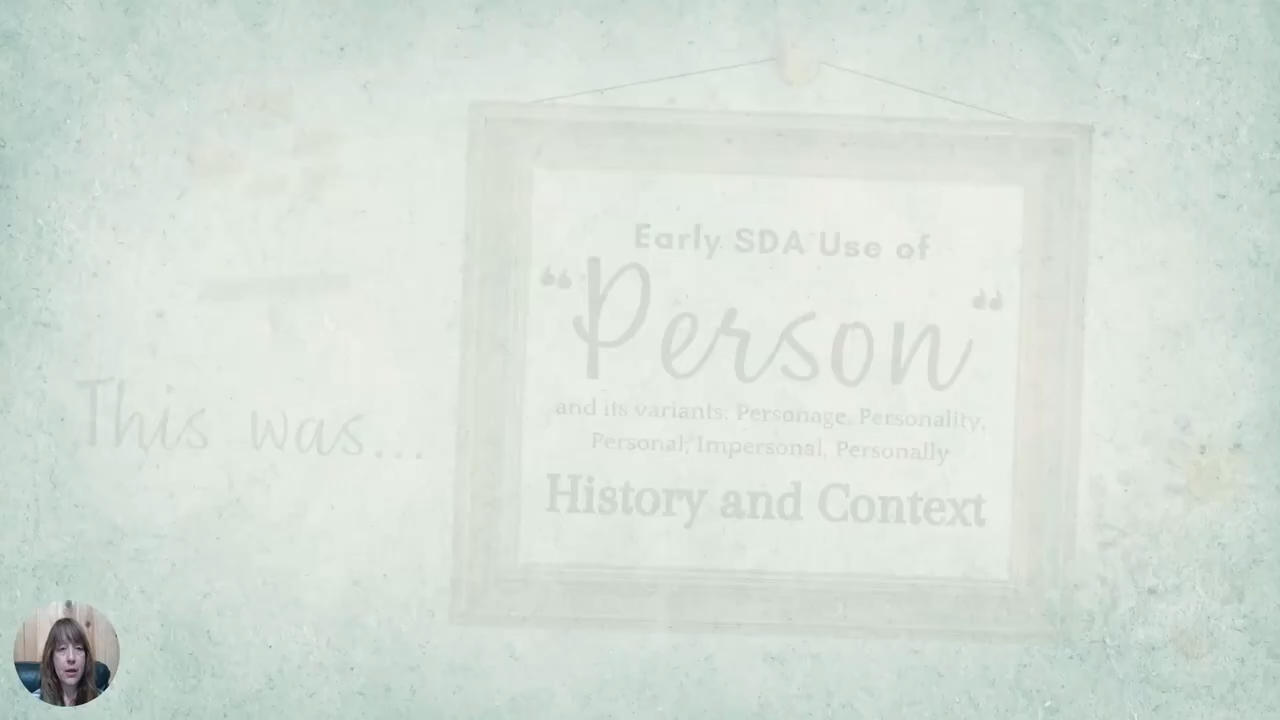 This was...
Early SDA Use of
“Person“
and its variants: Personage, Personality,
Personal, Impersonal, Personally
History and Context